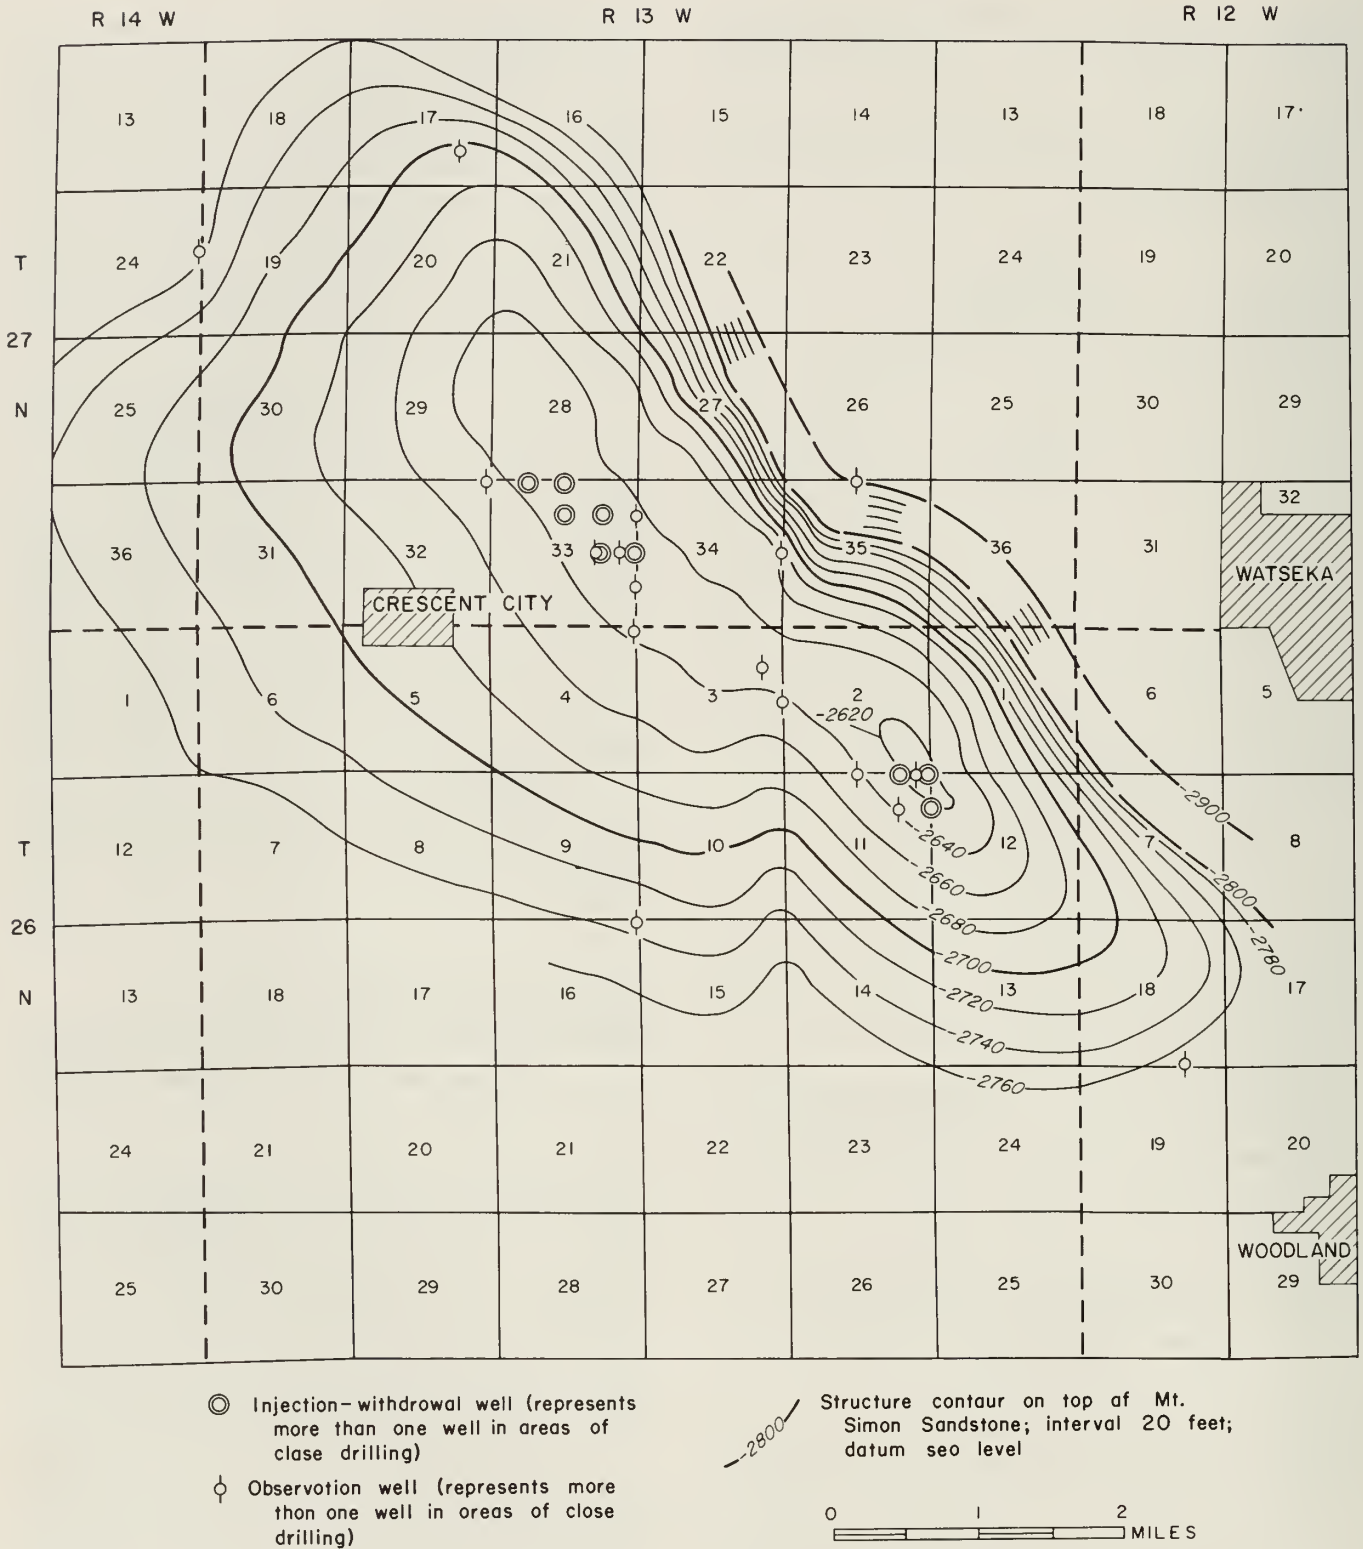 R 14 W R 13 W R 12 W
13 18 17 16 15 14 13 18 17
T 24 19 20 21 22 23 24 19 20
27
N 25 30 29 28 27 26 25 30 29
32
36 31 32 33 34 35 36 31 WATSEKA
CRESCENT CITY
1 6 5 4 3 2 1 6 5
-2620
-2900
T 12 7 8 9 10 11 12 7 8
-2640
-2660
-2800
-2680
26
-2700
-2780
N 13 18 17 16 15 14 13 18 17
-2720
-2740
-2760
24 21 20 21 22 23 24 19 20
WOODLAND
25 30 29 28 27 26 25 30 29
Injection-withdrowal well (represents
more than one well in areas of
clase drilling)
Observotion well (represents more
thon one well in oreas of close
drilling)
-2800
Structure contaur on top af Mt.
Simon Sandstone; interval 20 feet;
datum seo level
0 1 2
MILES